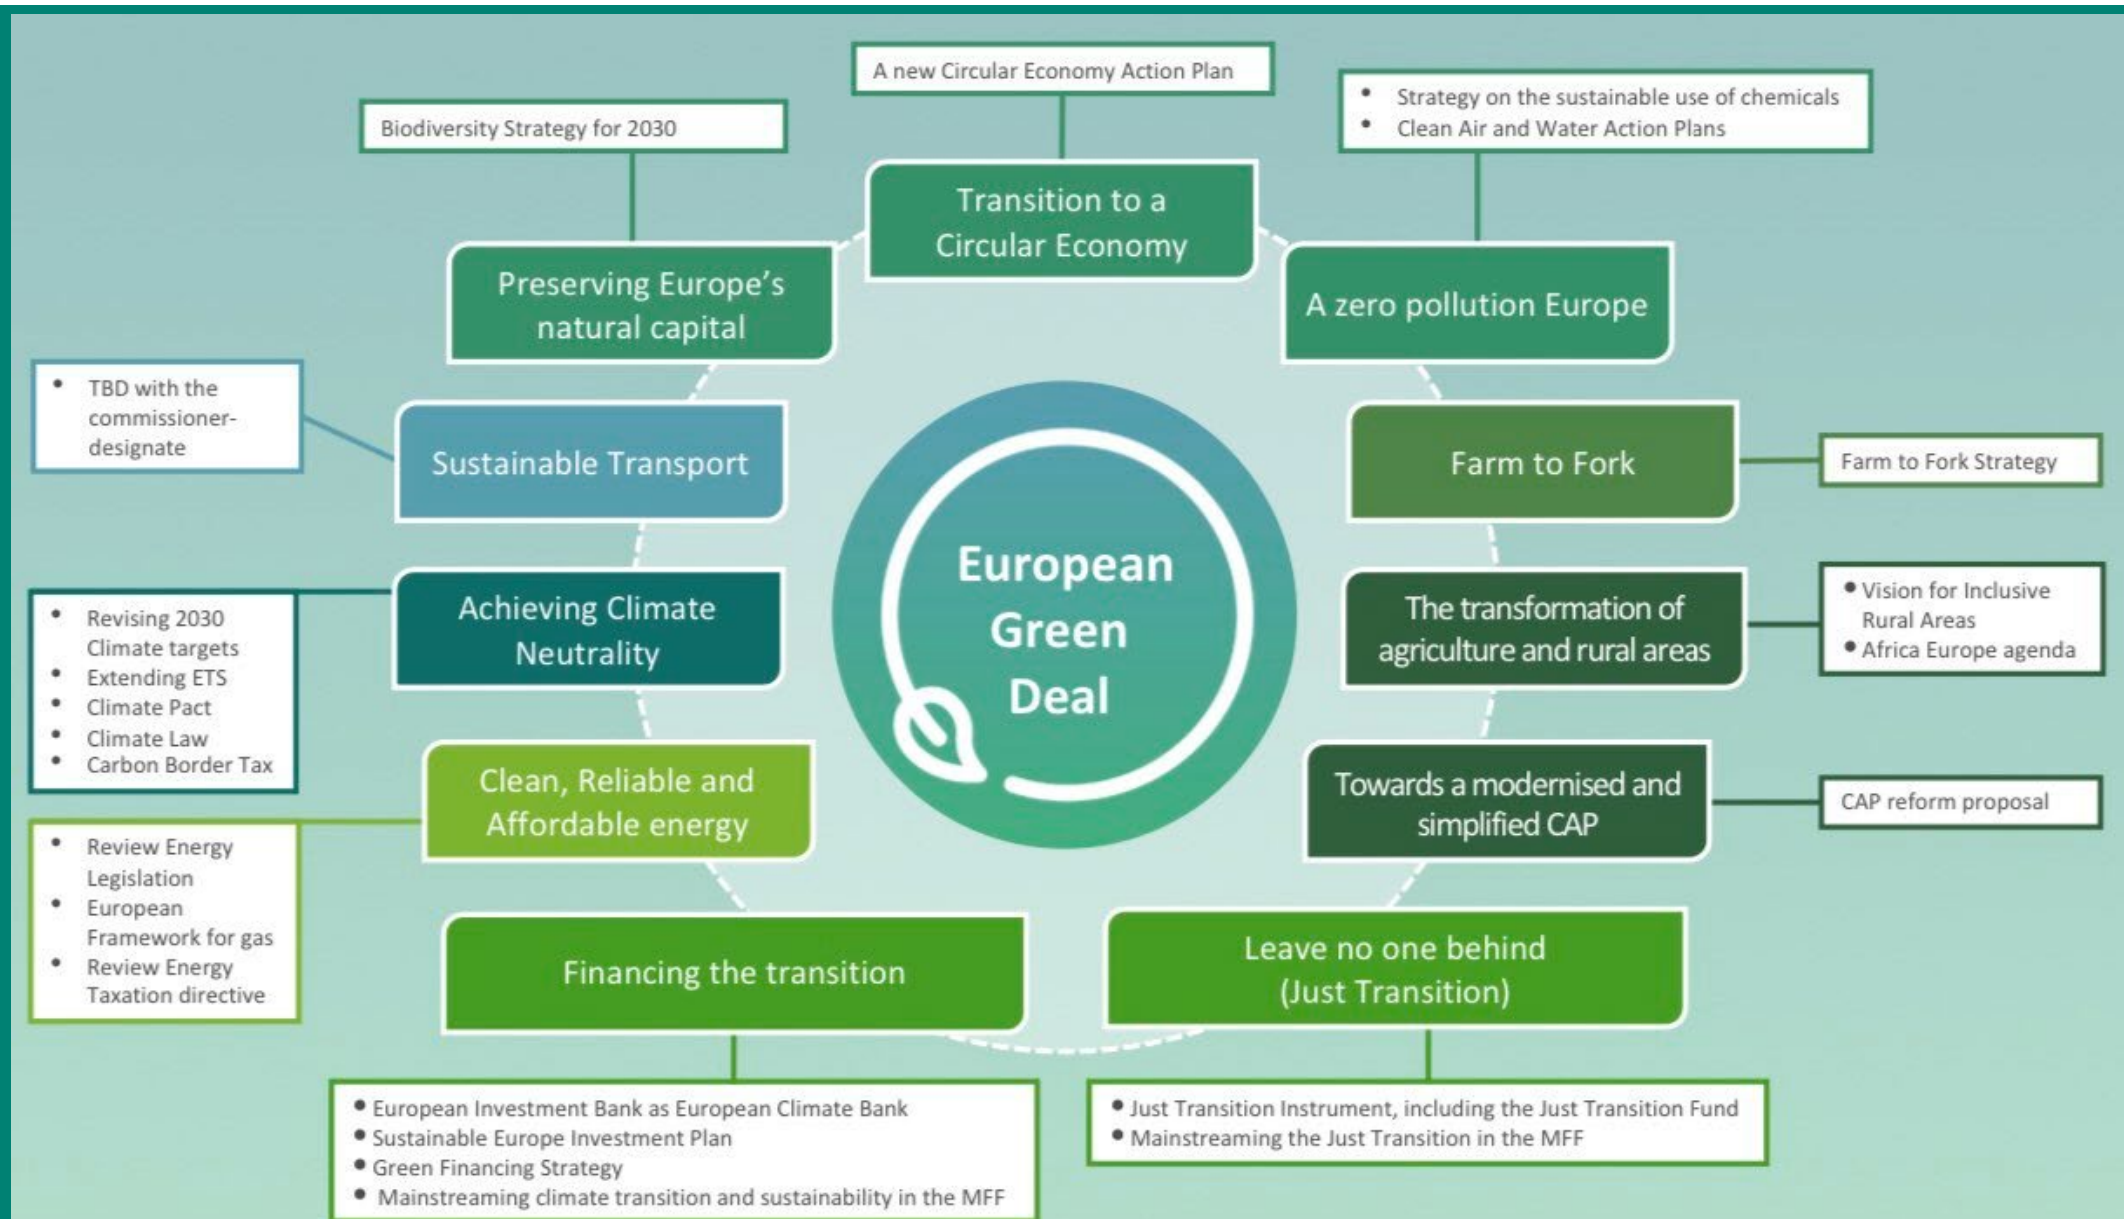 A new Circular Economy Action Plan
• Strategy on the sustainable use of chemicals
• Clean Air and Water Action Plans
Biodiversity Strategy for 2030
Transition to a
Circular Economy
Preserving Europe's
natural capital
A zero pollution Europe
• TBD with the
commissioner-
designate
Sustainable Transport
Farm to Fork
Farm to Fork Strategy
European
Green
Deal
• Revising 2030
Climate targets
• Extending ETS
• Climate Pact
• Climate Law
• Carbon Border Tax
Achieving Climate
Neutrality
The transformation of
agriculture and rural areas
• Vision for Inclusive
Rural Areas
• Africa Europe agenda
Clean, Reliable and
Affordable energy
Towards a modernised and
simplified CAP
CAP reform proposal
• Review Energy
Legislation
• European
Framework for gas
• Review Energy
Taxation directive
Financing the transition
Leave no one behind
(Just Transition)
• European Investment Bank as European Climate Bank
• Sustainable Europe Investment Plan
• Green Financing Strategy
• Mainstreaming climate transition and sustainability in the MFF
• Just Transition Instrument, including the Just Transition Fund
• Mainstreaming the Just Transition in the MFF